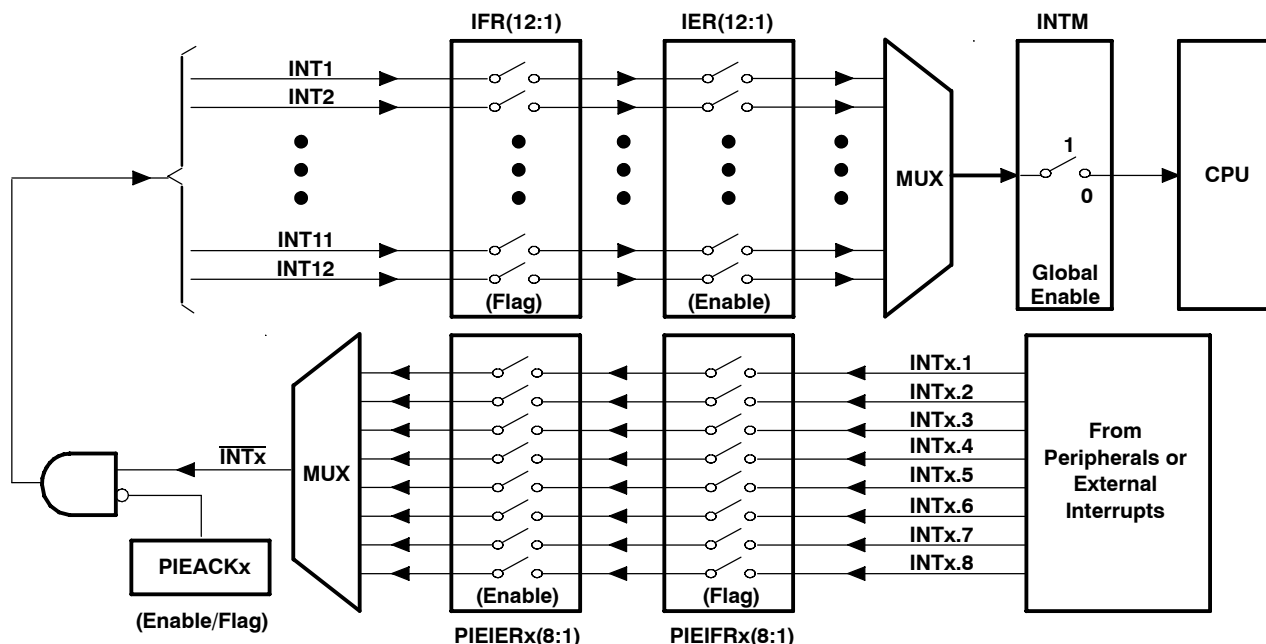 IFR(12:1)
IER(12:1)
INTM
INT1
INT2
INT11
INT12
(Flag)
(Enable)
MUX
1
0
Global
Enable
CPU
INTx
MUX
PIEACKx
(Enable/Flag)
(Enable)
PIEIERx(8:1)
(Flag)
PIEIFRx(8:1)
INTx.1
INTx.2
INTx.3
INTx.4
INTx.5
INTx.6
INTx.7
INTx.8
From
Peripherals or
External
Interrupts